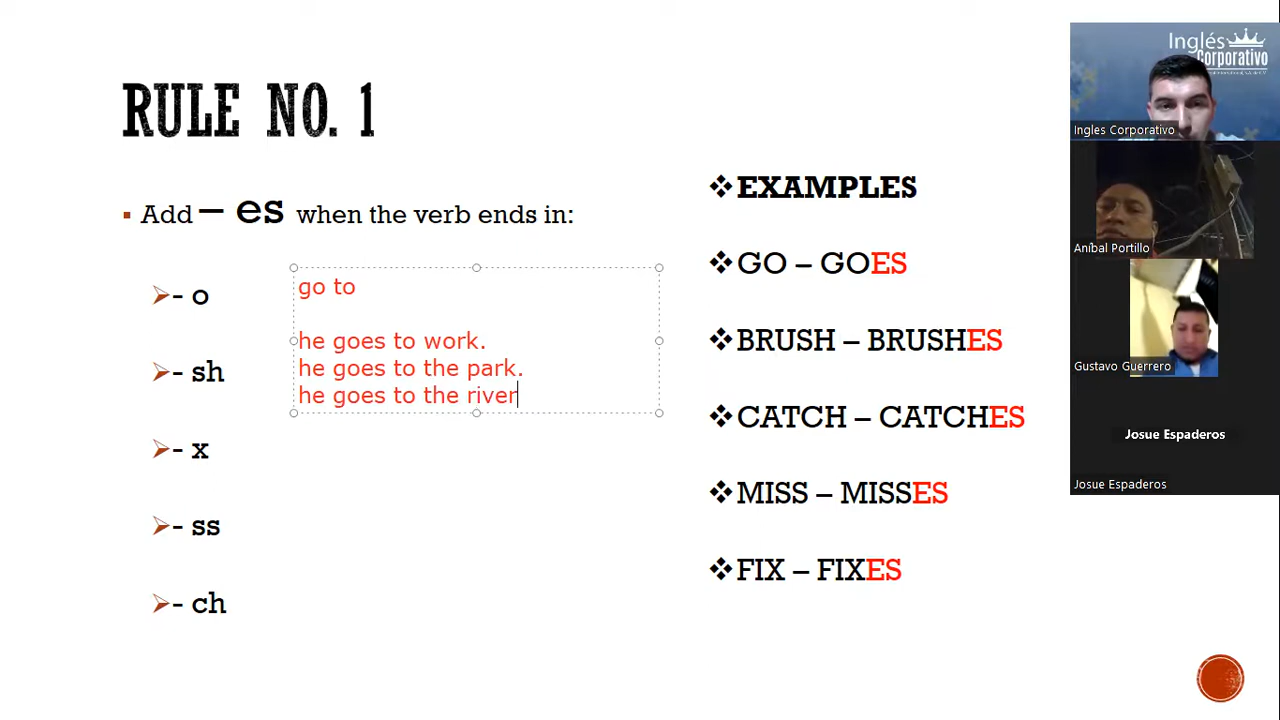 RULE NO. 1
▪ Add – es when the verb ends in:
- o
- sh
- x
- ss
- ch
go to
he goes to work.
he goes to the park.
he goes to the river
EXAMPLES
GO – GOES
BRUSH – BRUSHES
CATCH – CATCHES
MISS – MISSES
FIX – FIXES
Inglés
Corporativo
Ingles Corporativo
Aníbal Portillo
Gustavo Guerrero
Josue Espaderos
Josue Espaderos